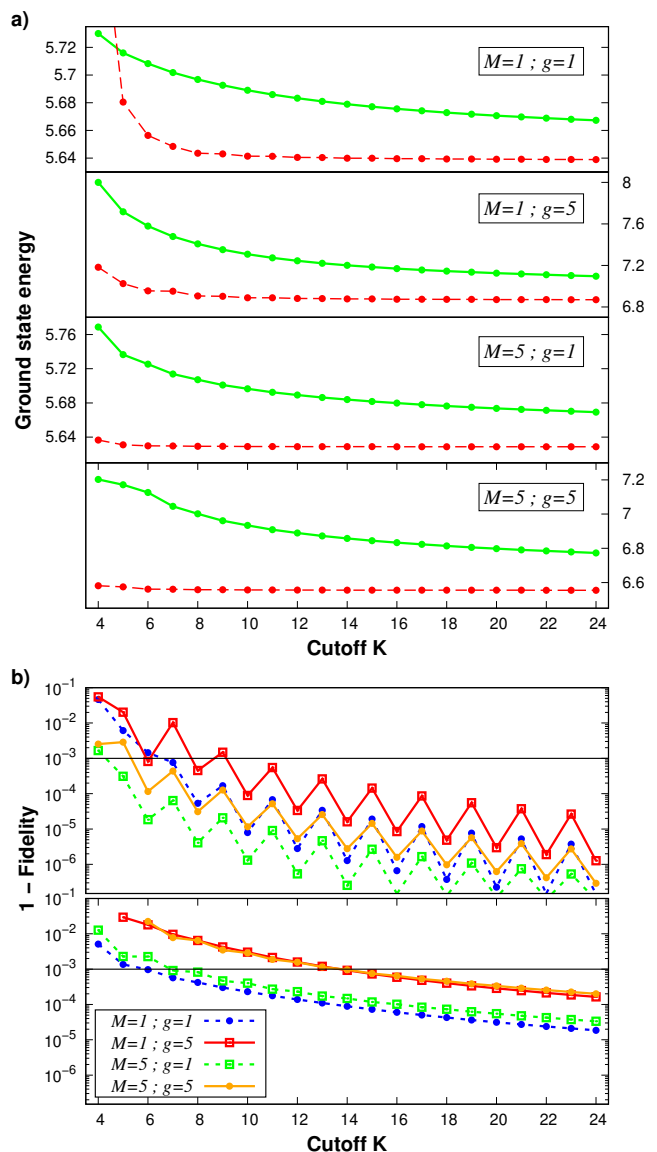 a)
Ground state energy
5.72
5.7
5.68
5.66
5.64
M=1 ; g=1
8
7.6
7.2
6.8
M=1 ; g=5
5.76
5.72
5.68
5.64
M=5 ; g=1
7.2
7
6.8
6.6
M=5 ; g=5
4 6 8 10 12 14 16 18 20 22 24
Cutoff K
b)
1 − Fidelity
10⁻¹
10⁻²
10⁻³
10⁻⁴
10⁻⁵
10⁻⁶
10⁻¹
10⁻²
10⁻³
10⁻⁴
10⁻⁵
10⁻⁶
M=1 ; g=1
M=1 ; g=5
M=5 ; g=1
M=5 ; g=5
4 6 8 10 12 14 16 18 20 22 24
Cutoff K